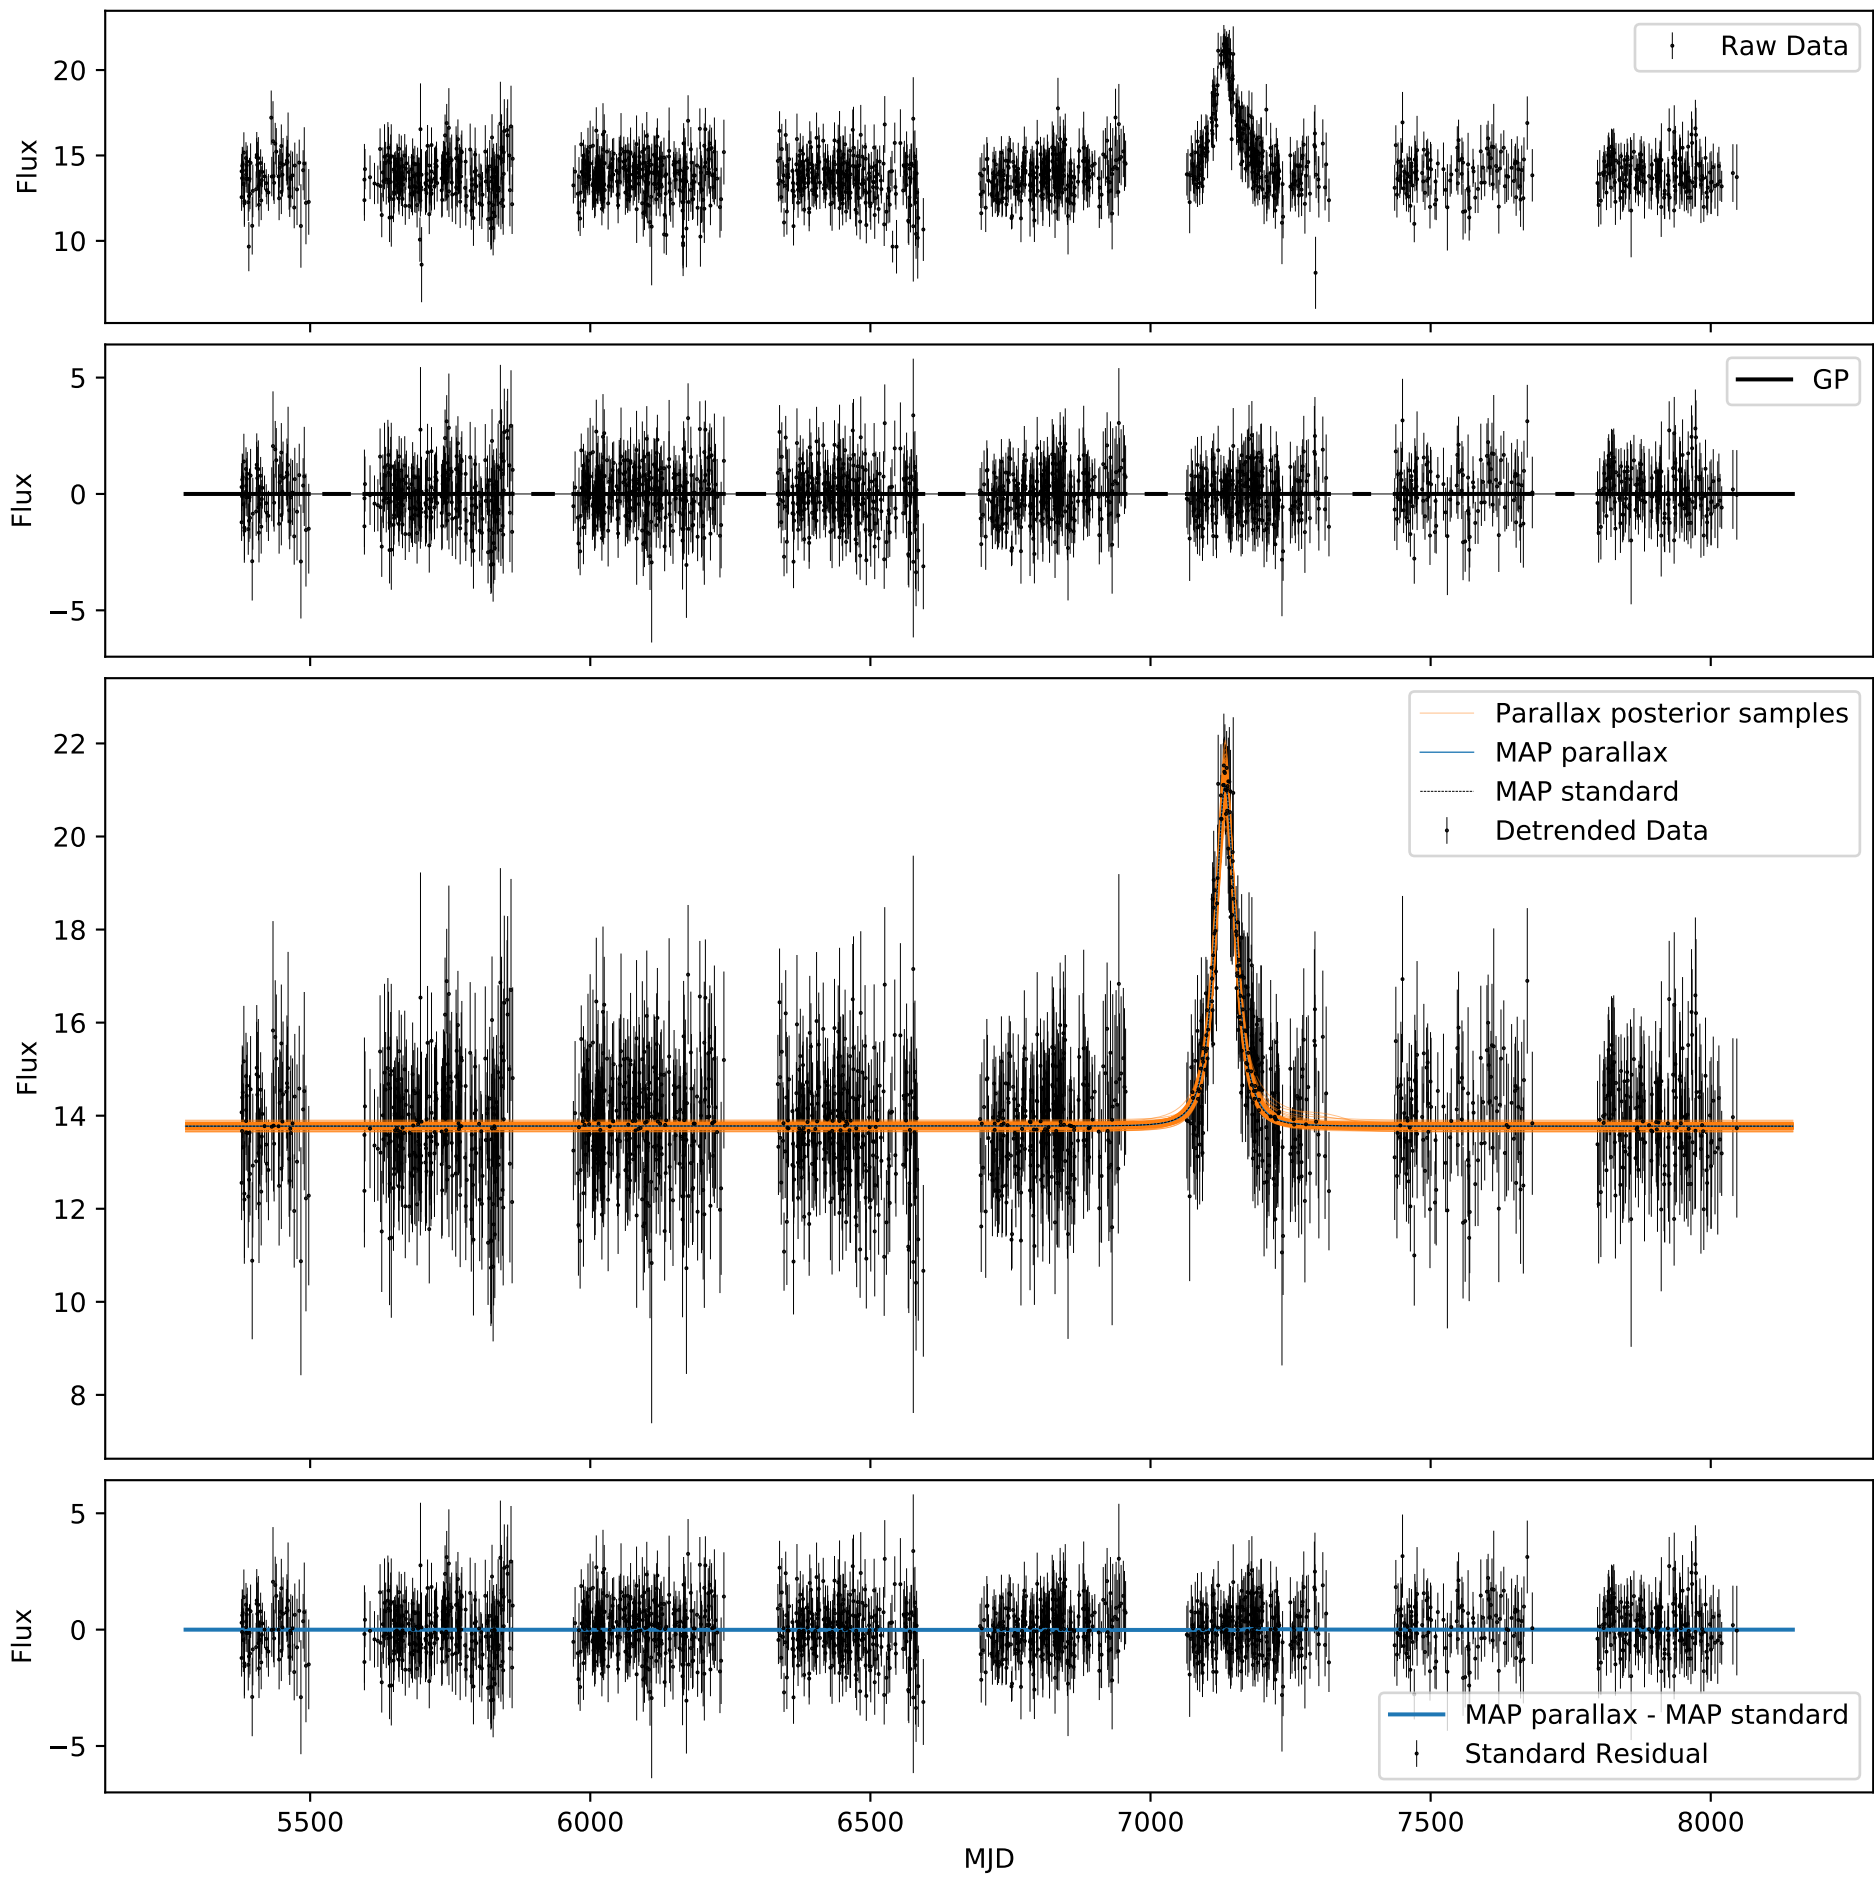 20
15
10
Flux
Raw Data
5
0
−5
Flux
GP
22
20
18
16
14
12
10
8
Flux
Parallax posterior samples
MAP parallax
MAP standard
Detrended Data
5
0
−5
Flux
MAP parallax - MAP standard
Standard Residual
5500 6000 6500 7000 7500 8000
MJD